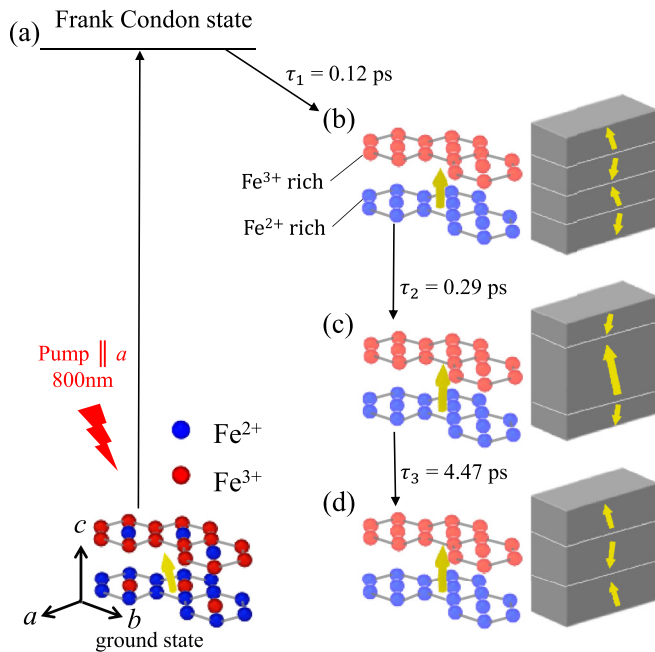 (a)
Frank Condon state
τ₁ = 0.12 ps
(b)
Fe³⁺ rich
Fe²⁺ rich
τ₂ = 0.29 ps
(c)
Pump ∥ a
800nm
Fe²⁺
Fe³⁺
τ₃ = 4.47 ps
(d)
c
a
b
ground state